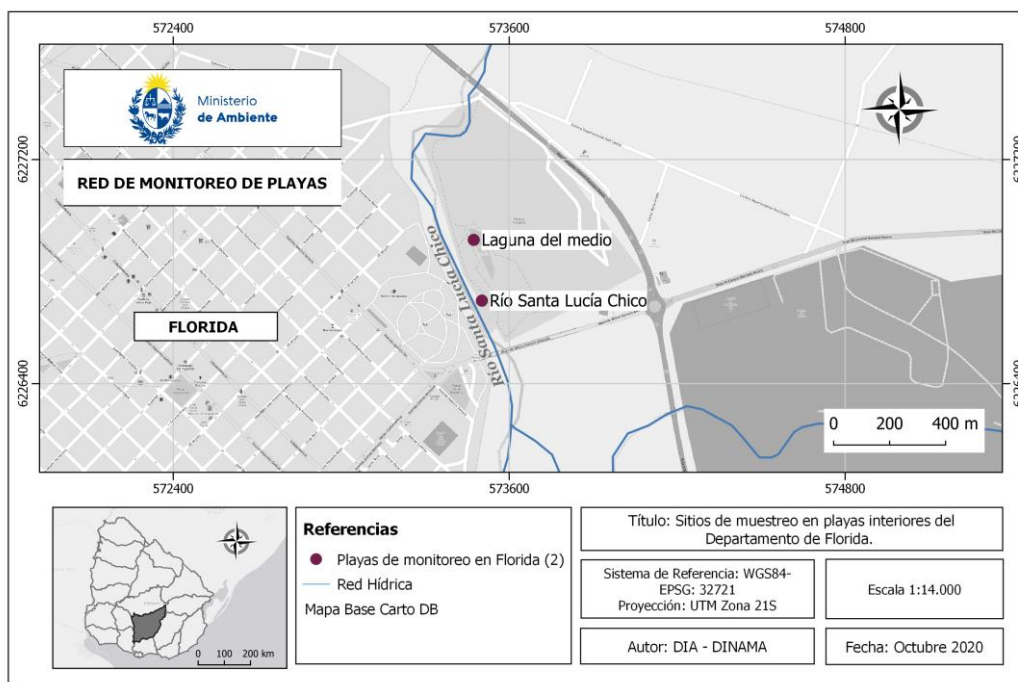 572400
573600
574800
6227200
6227200
Ministerio
de Ambiente
RED DE MONITOREO DE PLAYAS
Laguna del medio
Río Santa Lucía Chico
Río Santa Lucía Chico
FLORIDA
6226400
6226400
0 200 400 m
572400
573600
574800
0 100 200 km
Referencias
Playas de monitoreo en Florida (2)
Red Hídrica
Mapa Base Carto DB
Título: Sitios de muestreo en playas interiores del
Departamento de Florida.
Sistema de Referencia: WGS84-
EPSG: 32721
Proyección: UTM Zona 21S
Escala 1:14.000
Autor: DIA - DINAMA
Fecha: Octubre 2020